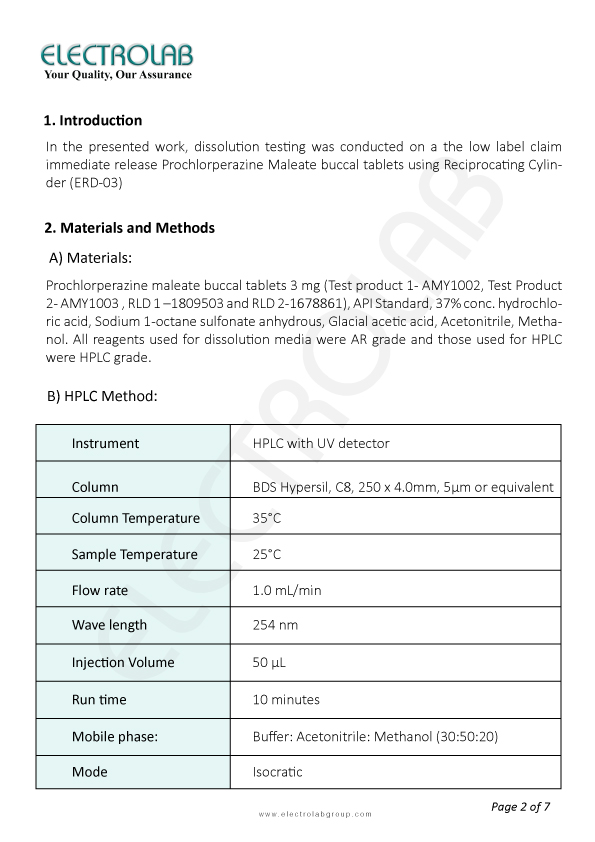 ELECTROLAB
Your Quality, Our Assurance
1. Introduction
In the presented work, dissolution testing was conducted on a the low label claim
immediate release Prochlorperazine Maleate buccal tablets using Reciprocating Cylin-
der (ERD-03)
2. Materials and Methods
A) Materials:
Prochlorperazine maleate buccal tablets 3 mg (Test product 1- AMY1002, Test Product
2- AMY1003 , RLD 1 –1809503 and RLD 2-1678861), API Standard, 37% conc. hydrochlo-
ric acid, Sodium 1-octane sulfonate anhydrous, Glacial acetic acid, Acetonitrile, Metha-
nol. All reagents used for dissolution media were AR grade and those used for HPLC
were HPLC grade.
B) HPLC Method:
Instrument HPLC with UV detector
Column BDS Hypersil, C8, 250 x 4.0mm, 5µm or equivalent
Column Temperature 35°C
Sample Temperature 25°C
Flow rate 1.0 mL/min
Wave length 254 nm
Injection Volume 50 µL
Run time 10 minutes
Mobile phase: Buffer: Acetonitrile: Methanol (30:50:20)
Mode Isocratic
ELECTROLAB
www.electrolabgroup.com
Page 2 of 7